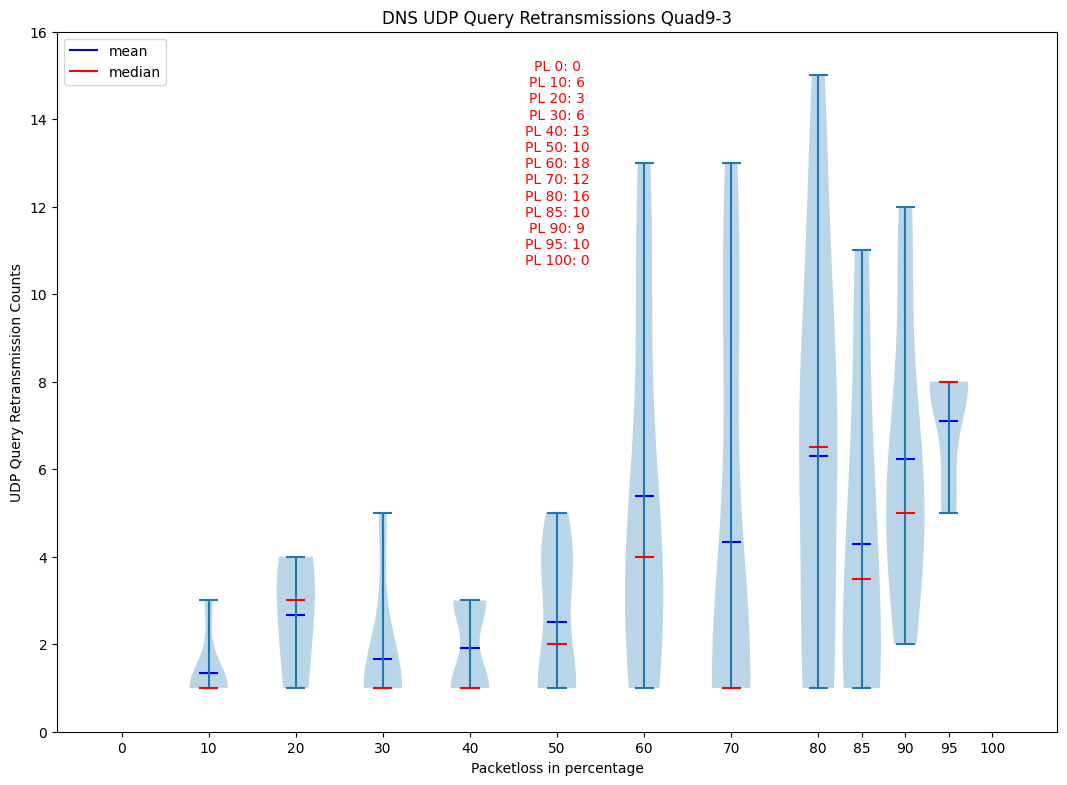 DNS UDP Query Retransmissions Quad9-3
mean
median
PL 0: 0
PL 10: 6
PL 20: 3
PL 30: 6
PL 40: 13
PL 50: 10
PL 60: 18
PL 70: 12
PL 80: 16
PL 85: 10
PL 90: 9
PL 95: 10
PL 100: 0
UDP Query Retransmission Counts
16
14
12
10
8
6
4
2
0
0 10 20 30 40 50 60 70 80 85 90 95 100
Packetloss in percentage